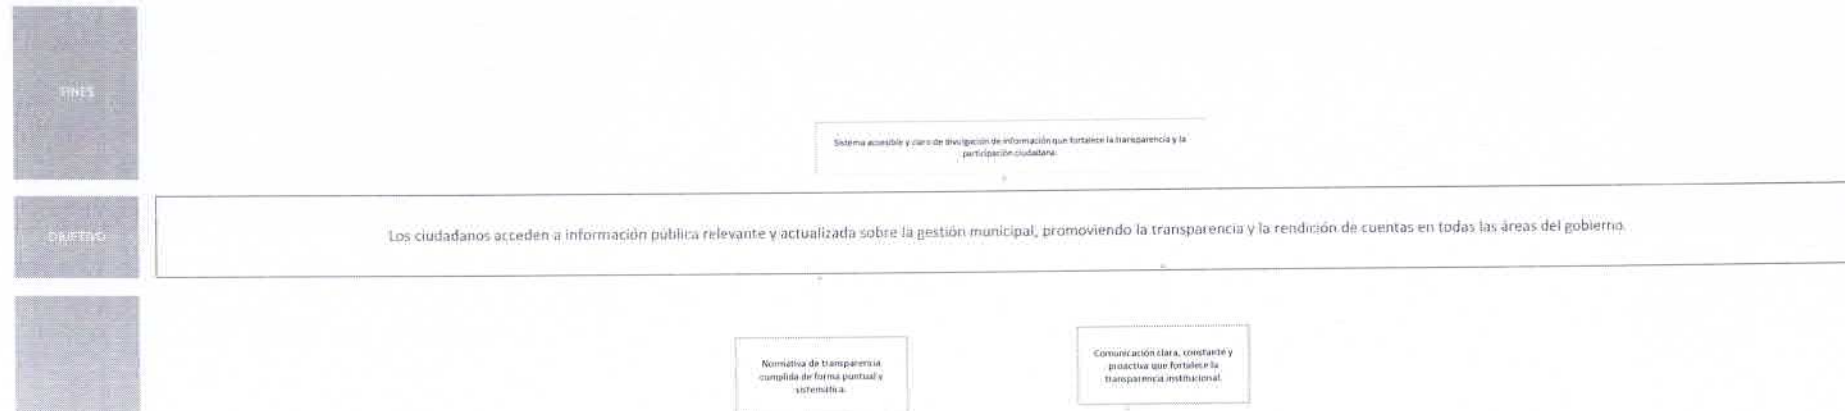 FINES
Sistema accesible y claro de divulgación de información que fortalece la transparencia y la
participación ciudadana.
OBJETIVO
Los ciudadanos acceden a información pública relevante y actualizada sobre la gestión municipal, promoviendo la transparencia y la rendición de cuentas en todas las áreas del gobierno.
Normativa de transparencia
cumplida de forma puntual y
sistemática.
Comunicación clara, constante y
proactiva que fortalece la
transparencia institucional.